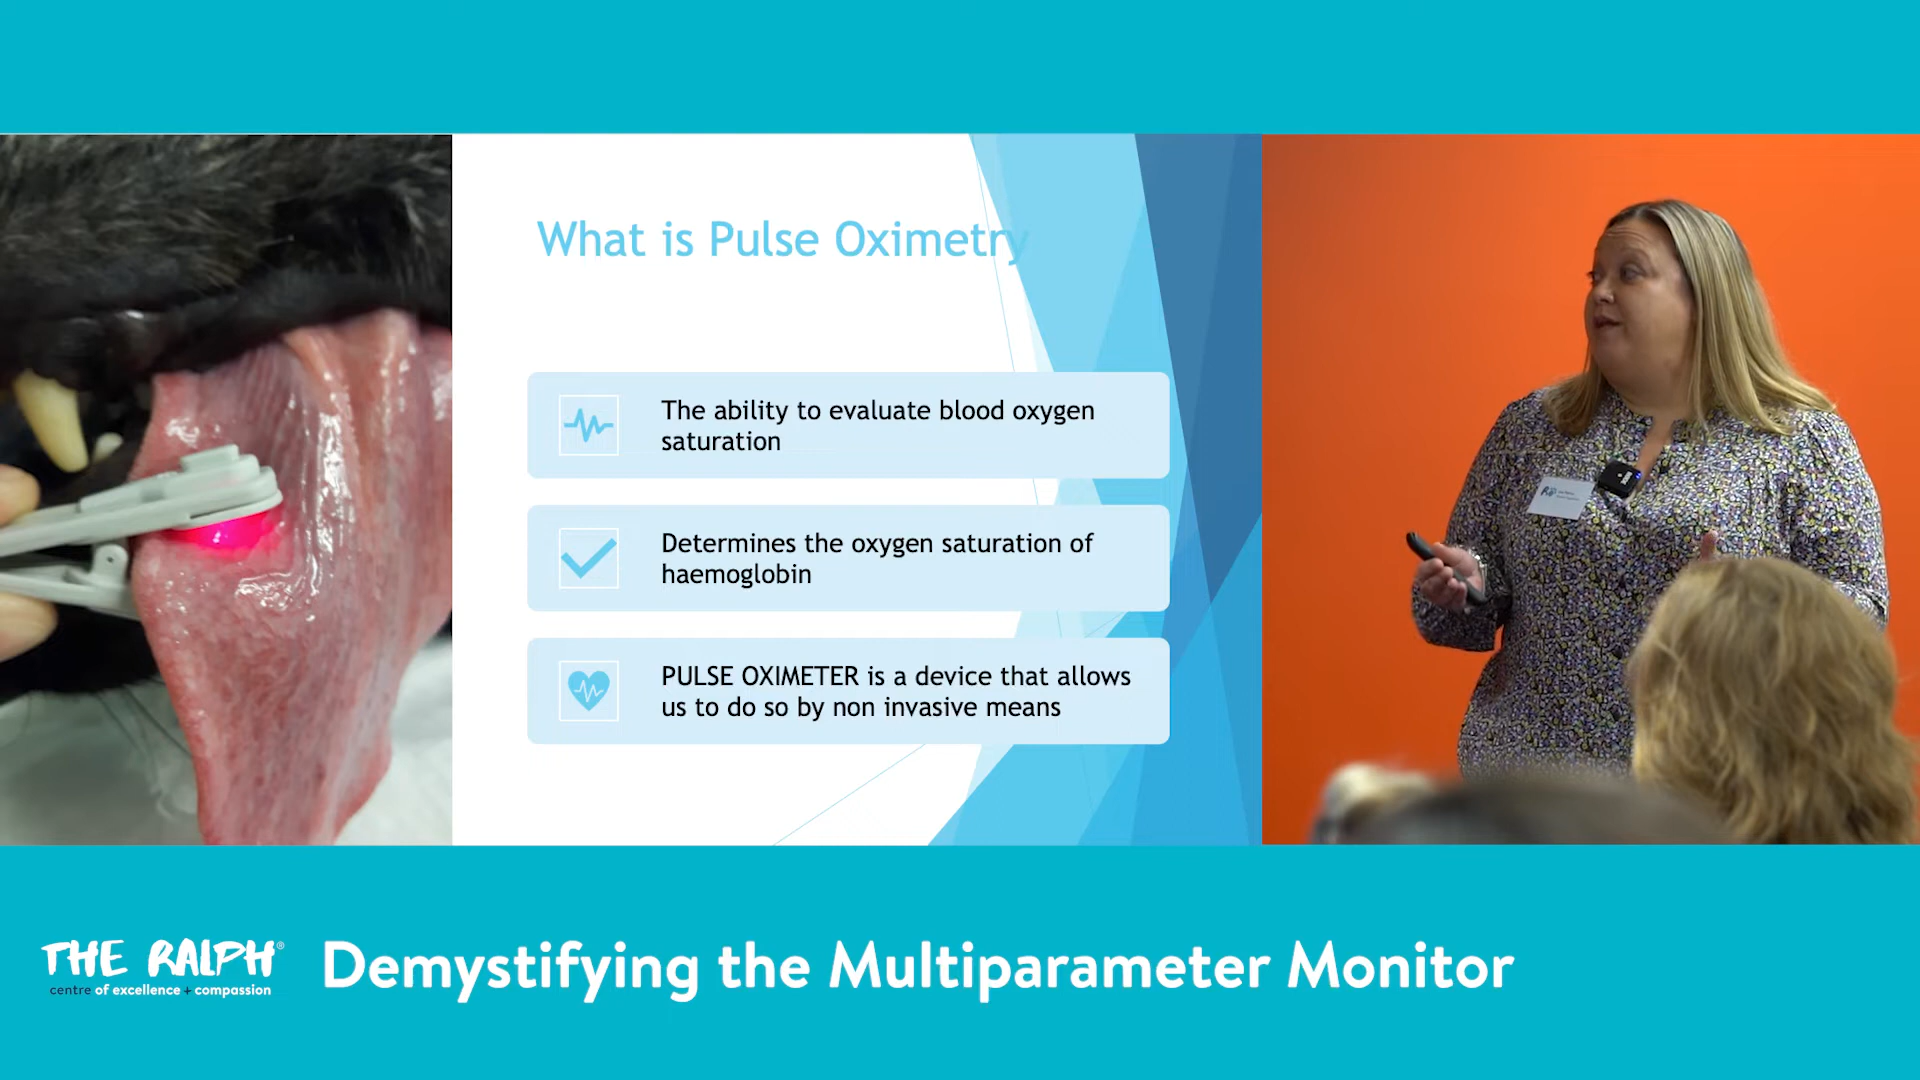 What is Pulse Oximetry
The ability to evaluate blood oxygen
saturation
Determines the oxygen saturation of
haemoglobin
PULSE OXIMETER is a device that allows
us to do so by non invasive means
THE RALPH®
centre of excellence + compassion
Demystifying the Multiparameter Monitor